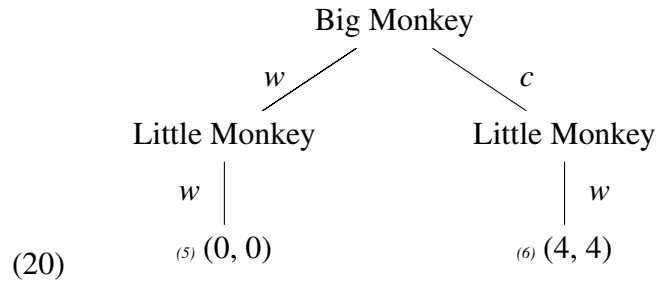 Big Monkey
w c
Little Monkey Little Monkey
w w
(20) (5) (0, 0) (6) (4, 4)